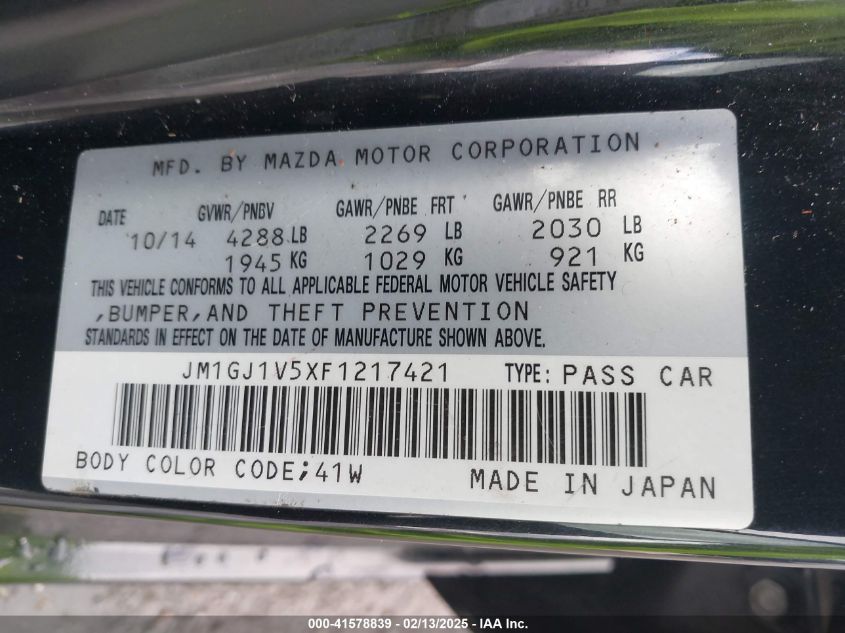 MFD. BY MAZDA MOTOR CORPORATION
DATE GVWR/PNBV GAWR/PNBE FRT GAWR/PNBE RR
10/14 4288 LB 2269 LB 2030 LB
1945 KG 1029 KG 921 KG
THIS VEHICLE CONFORMS TO ALL APPLICABLE FEDERAL MOTOR VEHICLE SAFETY
,BUMPER,AND THEFT PREVENTION
STANDARDS IN EFFECT ON THE DATE OF MANUFACTURE SHOWN ABOVE.
JM1GJ1V5XF1217421 TYPE: PASS CAR
BODY COLOR CODE;41W MADE IN JAPAN
000-41578839 - 02/13/2025 - IAA Inc.